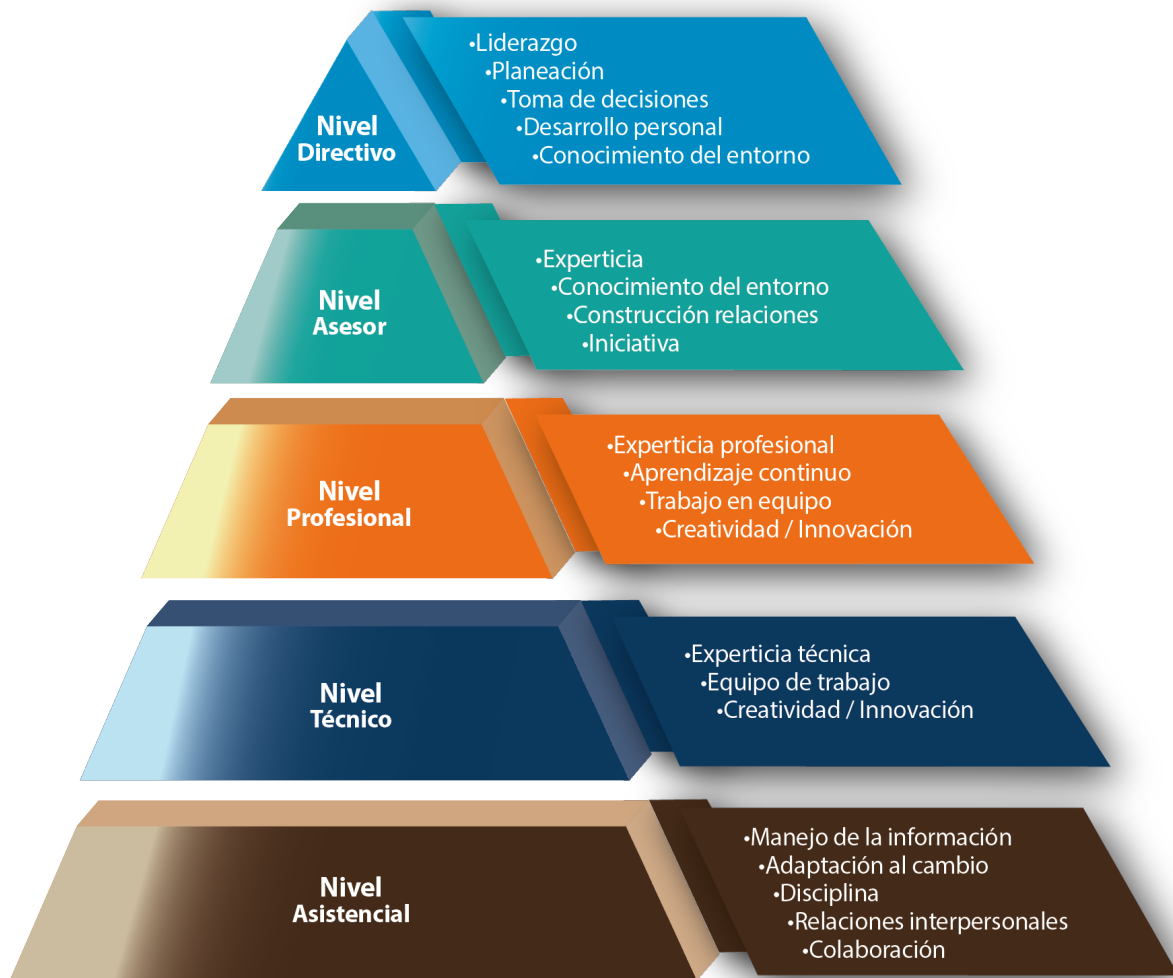 Nivel
Directivo
•Liderazgo
•Planeación
•Toma de decisiones
•Desarrollo personal
•Conocimiento del entorno
Nivel
Asesor
•Experticia
•Conocimiento del entorno
•Construcción relaciones
•Iniciativa
Nivel
Profesional
•Experticia profesional
•Aprendizaje continuo
•Trabajo en equipo
•Creatividad / Innovación
Nivel
Técnico
•Experticia técnica
•Equipo de trabajo
•Creatividad / Innovación
Nivel
Asistencial
•Manejo de la información
•Adaptación al cambio
•Disciplina
•Relaciones interpersonales
•Colaboración